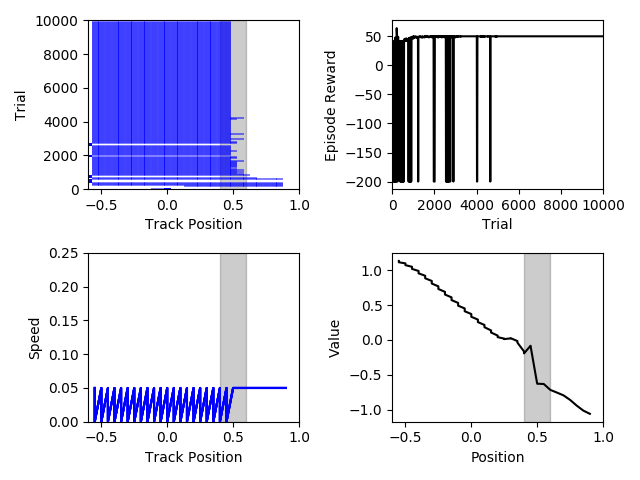 10000
8000
6000
4000
2000
0
Trial
−0.5 0.0 0.5 1.0
Track Position
50
0
−50
−100
−150
−200
Episode Reward
0 2000 4000 6000 8000 10000
Trial
0.25
0.20
0.15
0.10
0.05
0.00
Speed
−0.5 0.0 0.5 1.0
Track Position
1.0
0.5
0.0
−0.5
−1.0
Value
−0.5 0.0 0.5 1.0
Position